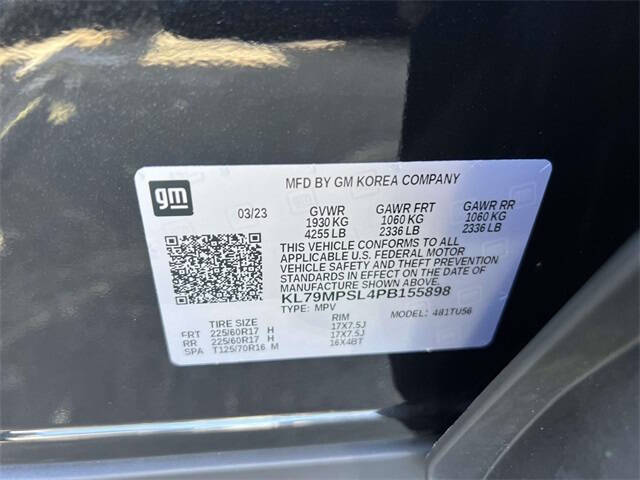 gm
MFD BY GM KOREA COMPANY
03/23 GVWR GAWR FRT GAWR RR
1930 KG 1060 KG 1060 KG
4255 LB 2336 LB 2336 LB
THIS VEHICLE CONFORMS TO ALL
APPLICABLE U.S. FEDERAL MOTOR
VEHICLE SAFETY AND THEFT PREVENTION
STANDARDS IN EFFECT ON THE DATE OF
MANUFACTURE SHOWN ABOVE.
KL79MPSL4PB155898
TYPE: MPV MODEL: 481TU56
TIRE SIZE RIM
FRT 225/60R17 H 17X7.5J
RR 225/60R17 H 17X7.5J
SPA T125/70R16 M 16X4BT